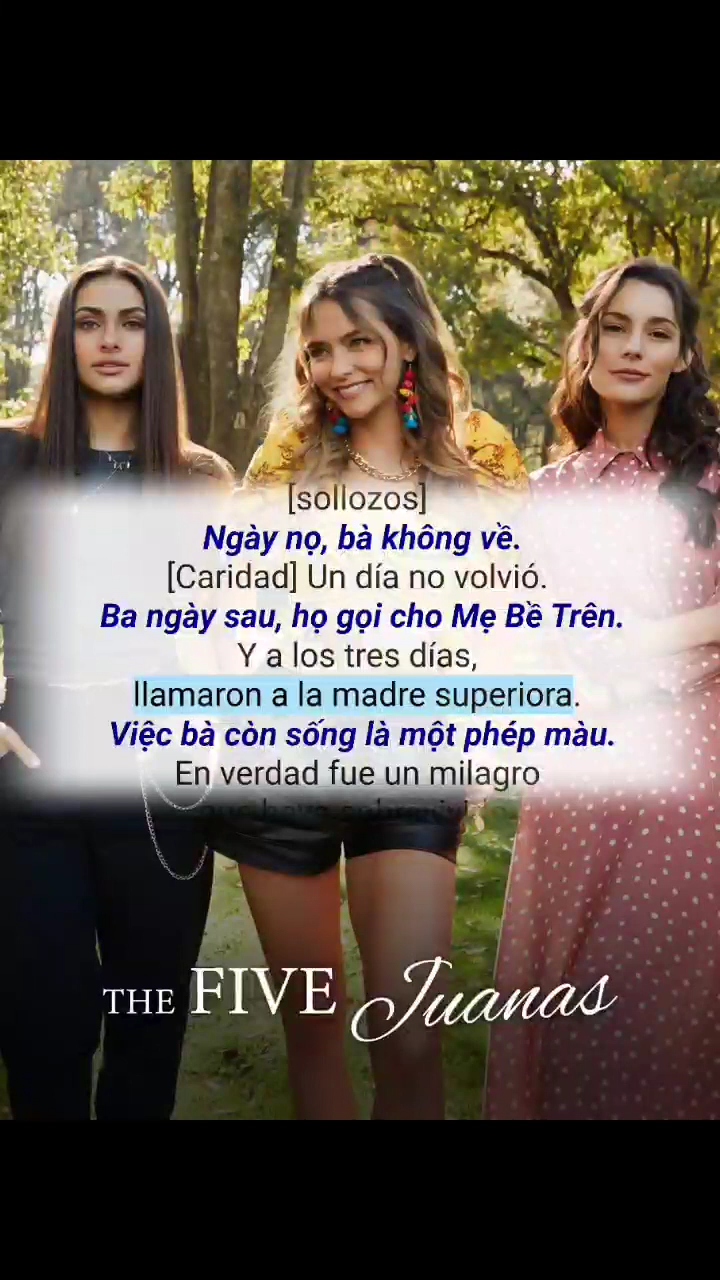 [sollozos]
Ngày nọ, bà không về.
[Caridad] Un día no volvió.
Ba ngày sau, họ gọi cho Mẹ Bề Trên.
Y a los tres días,
llamaron a la madre superiora.
Việc bà còn sống là một phép màu.
En verdad fue un milagro
THE FIVE Juanas